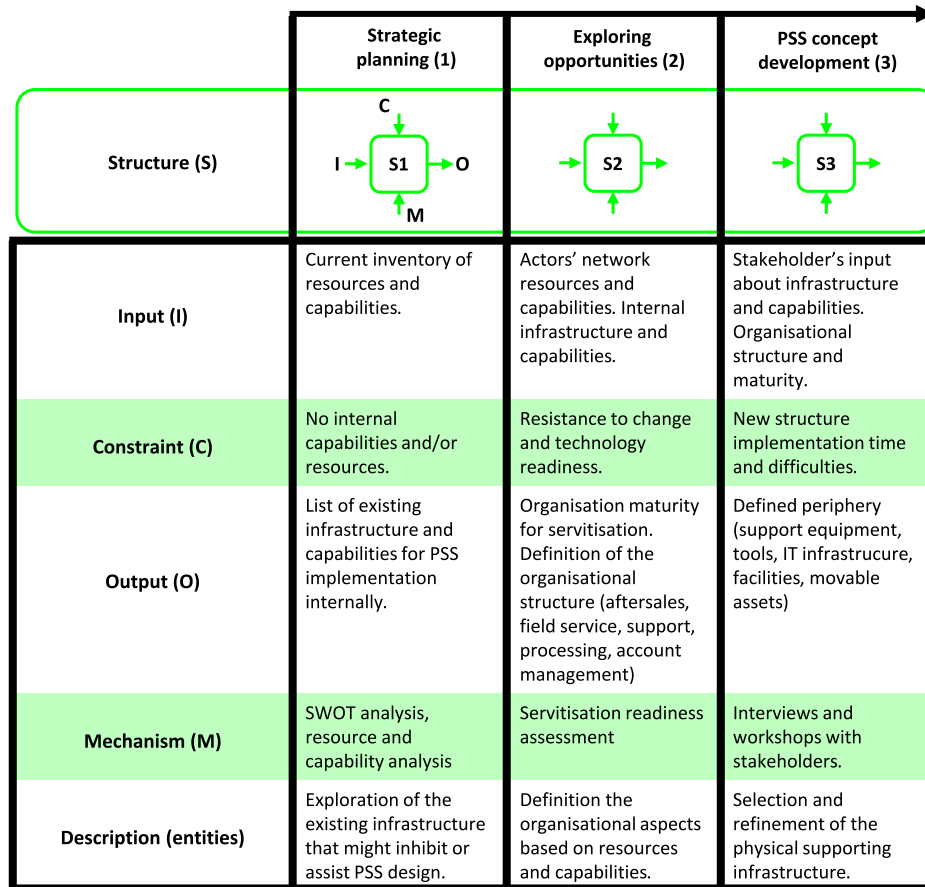 Strategic
planning (1)
Exploring
opportunities (2)
PSS concept
development (3)
Structure (S)
C
I
S1
O
M
S2
S3
Input (I)
Current inventory of
resources and
capabilities.
Actors’ network
resources and
capabilities. Internal
infrastructure and
capabilities.
Stakeholder’s input
about infrastructure
and capabilities.
Organisational
structure and
maturity.
Constraint (C)
No internal
capabilities and/or
resources.
Resistance to change
and technology
readiness.
New structure
implementation time
and difficulties.
Output (O)
List of existing
infrastructure and
capabilities for PSS
implementation
internally.
Organisation maturity
for servitisation.
Definition of the
organisational
structure (aftersales,
field service, support,
processing, account
management)
Defined periphery
(support equipment,
tools, IT infrastrucure,
facilities, movable
assets)
Mechanism (M)
SWOT analysis,
resource and
capability analysis
Servitisation readiness
assessment
Interviews and
workshops with
stakeholders.
Description (entities)
Exploration of the
existing infrastructure
that might inhibit or
assist PSS design.
Definition the
organisational aspects
based on resources
and capabilities.
Selection and
refinement of the
physical supporting
infrastructure.